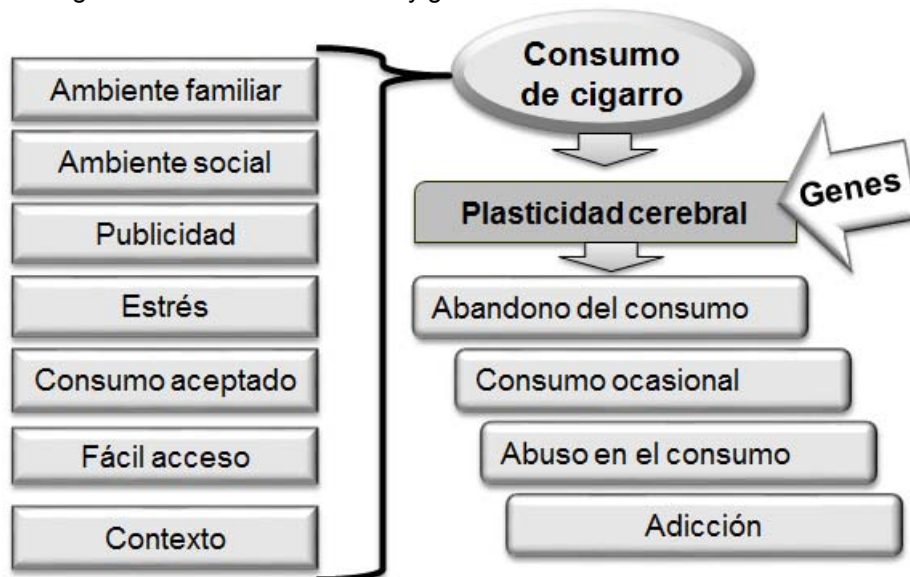 Ambiente familiar
Ambiente social
Publicidad
Estrés
Consumo aceptado
Fácil acceso
Contexto
Consumo
de cigarro
Plasticidad cerebral
Genes
Abandono del consumo
Consumo ocasional
Abuso en el consumo
Adicción